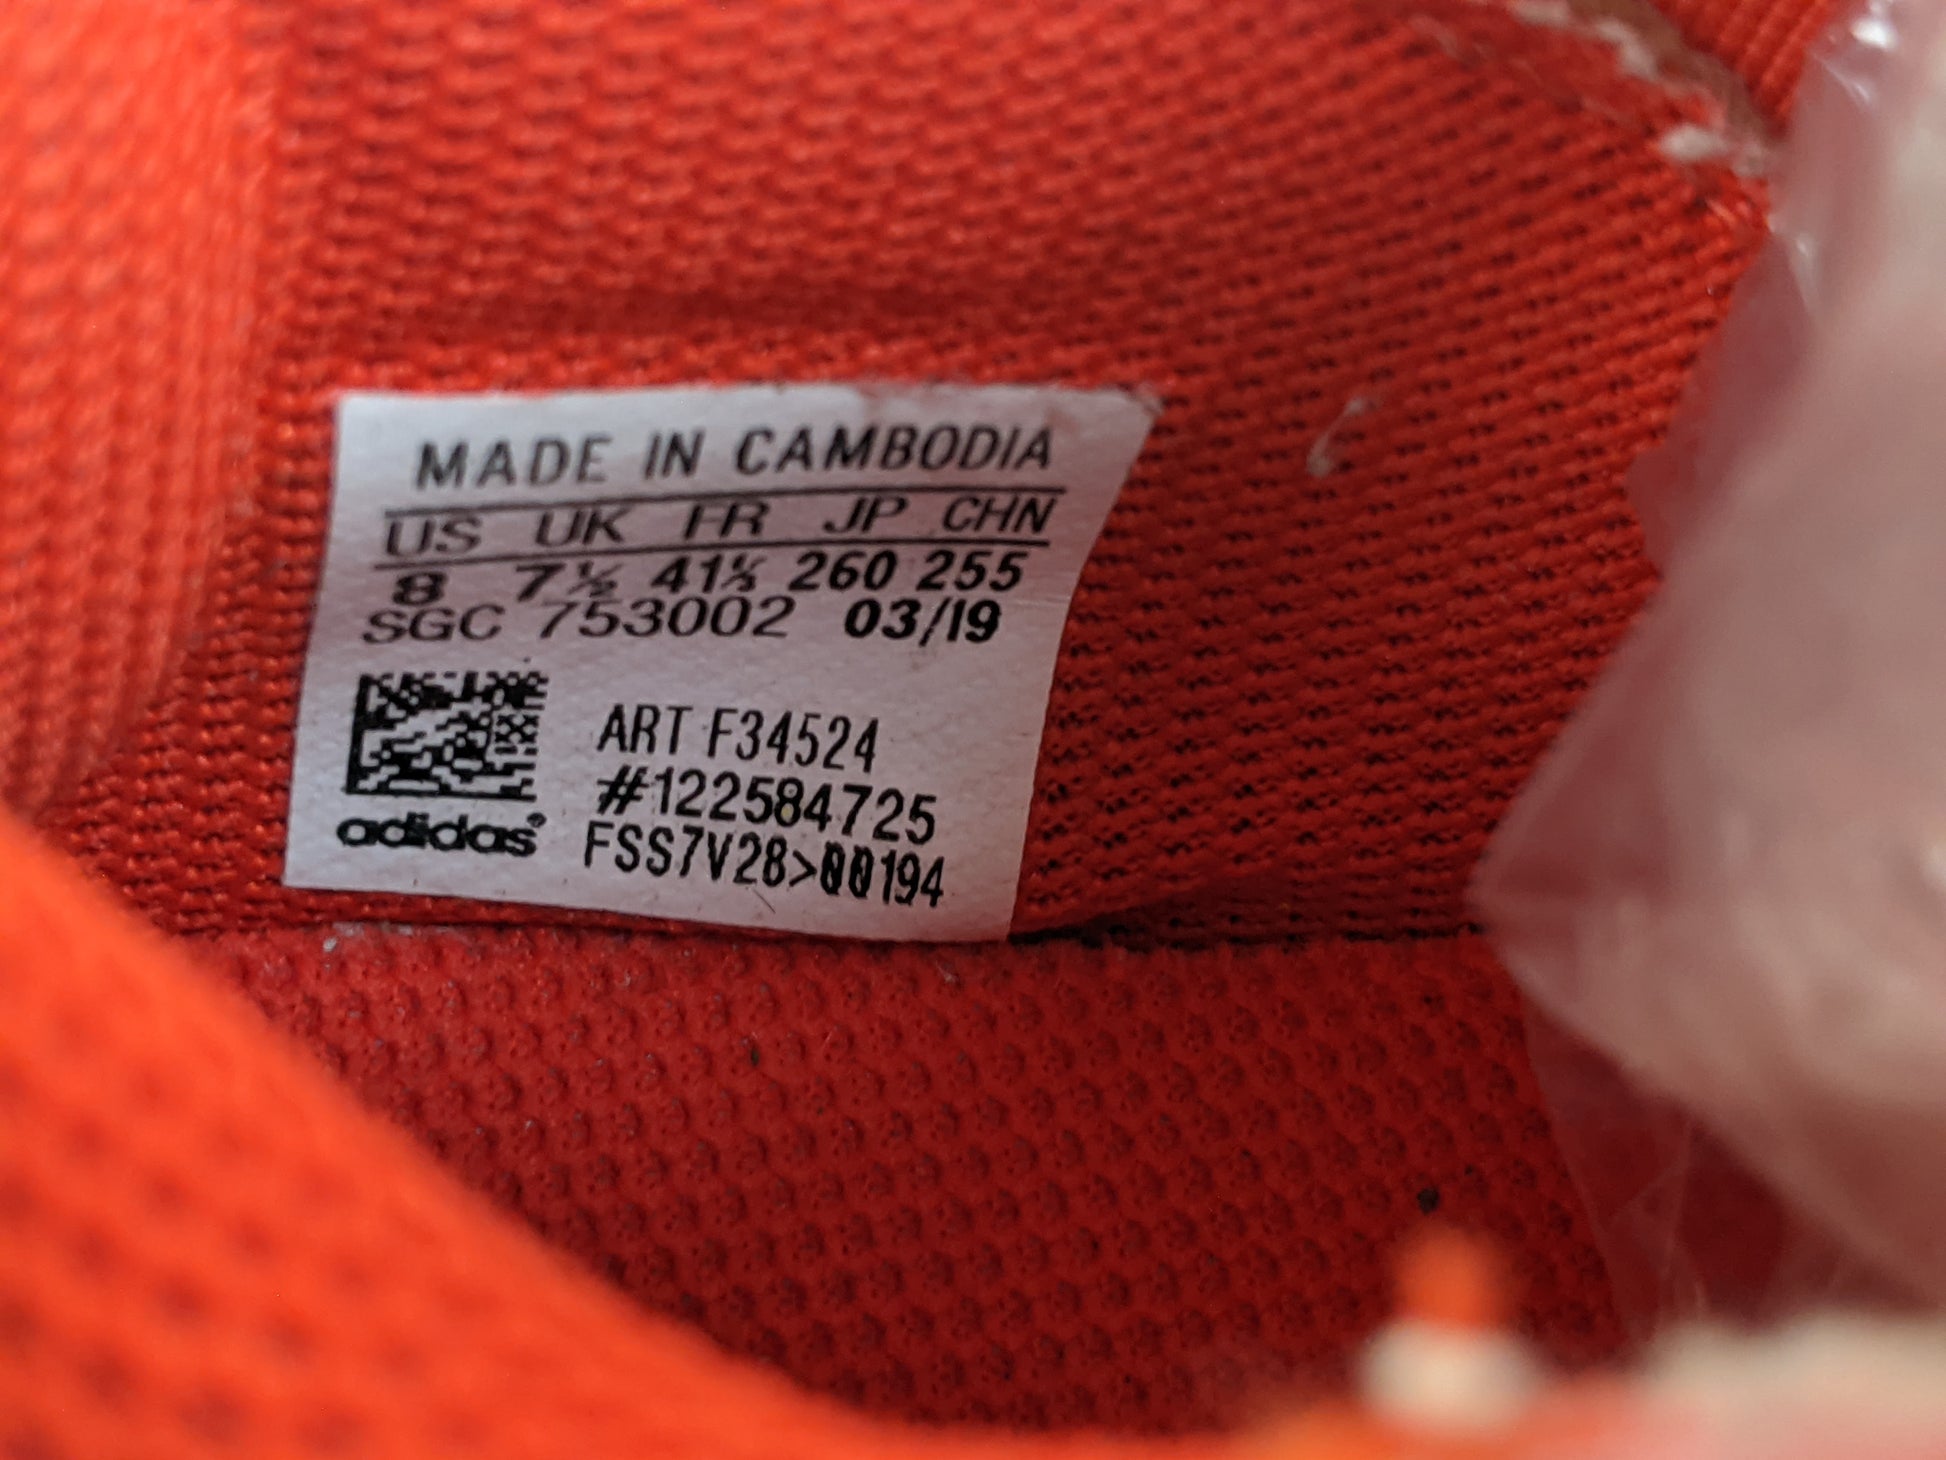 MADE IN CAMBODIA
US UK FR JP CHN
8 7½ 41⅓ 260 255
SGC 753002 03/19
ART F34524
#122584725
adidas®
FSS7V28>00194